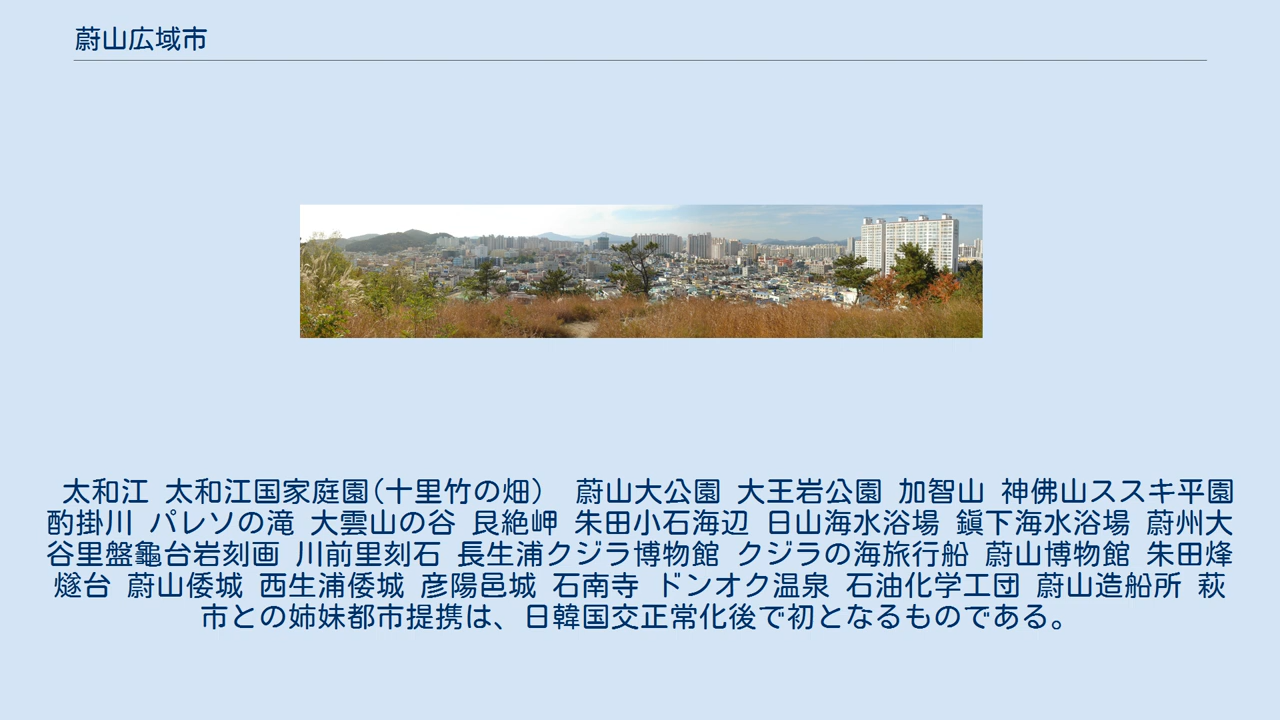 蔚山広域市
太和江 太和江国家庭園(十里竹の畑) 蔚山大公園 大王岩公園 加智山 神佛山ススキ平園
酌掛川 パレソの滝 大雲山の谷 艮絶岬 朱田小石海辺 日山海水浴場 鎭下海水浴場 蔚州大
谷里盤龜台岩刻画 川前里刻石 長生浦クジラ博物館 クジラの海旅行船 蔚山博物館 朱田烽
燧台 蔚山倭城 西生浦倭城 彦陽邑城 石南寺 ドンオク温泉 石油化学工団 蔚山造船所 萩
市との姉妹都市提携は、日韓国交正常化後で初となるものである。